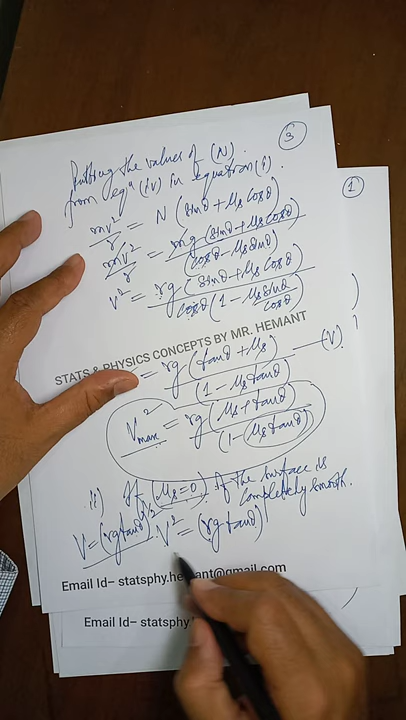 3
Putting the values of (N)
from eqⁿ (iv) in equation (i).
mv²/r = N (sinθ + μs cosθ)
mv²/r = mg (sinθ + μs cosθ) / (cosθ - μs sinθ)
v² = rg (sinθ + μs cosθ) / cosθ (1 - μs sinθ / cosθ)
1
STATS & PHYSICS CONCEPTS BY MR. HEMANT
= rg (tanθ + μs) / (1 - μs tanθ) — (V)
V²max = rg (μs + tanθ) / (1 - μs tanθ)
ii) If (μs = 0) if the surface is
completely smooth.
V = (rg tanθ)^1/2 V² = (rg tanθ)
Email Id– statsphy.hemant@gmail.com
Email Id– statsphy.